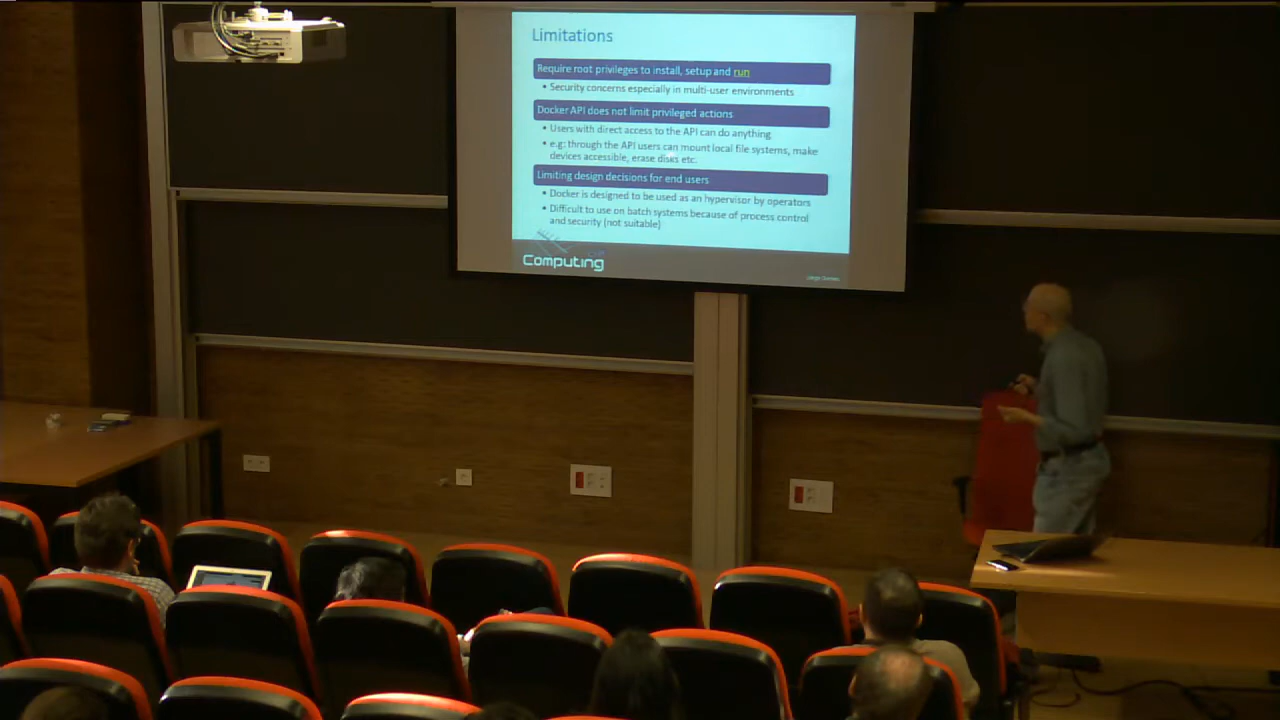 Limitations
Require root privileges to install, setup and run
• Security concerns especially in multi-user environments
Docker API does not limit privileged actions
• Users with direct access to the API can do anything
• e.g: through the API users can mount local file systems, make
devices accessible, erase disks etc.
Limiting design decisions for end users
• Docker is designed to be used as an hypervisor by operators
• Difficult to use on batch systems because of process control
and security (not suitable)
Computing